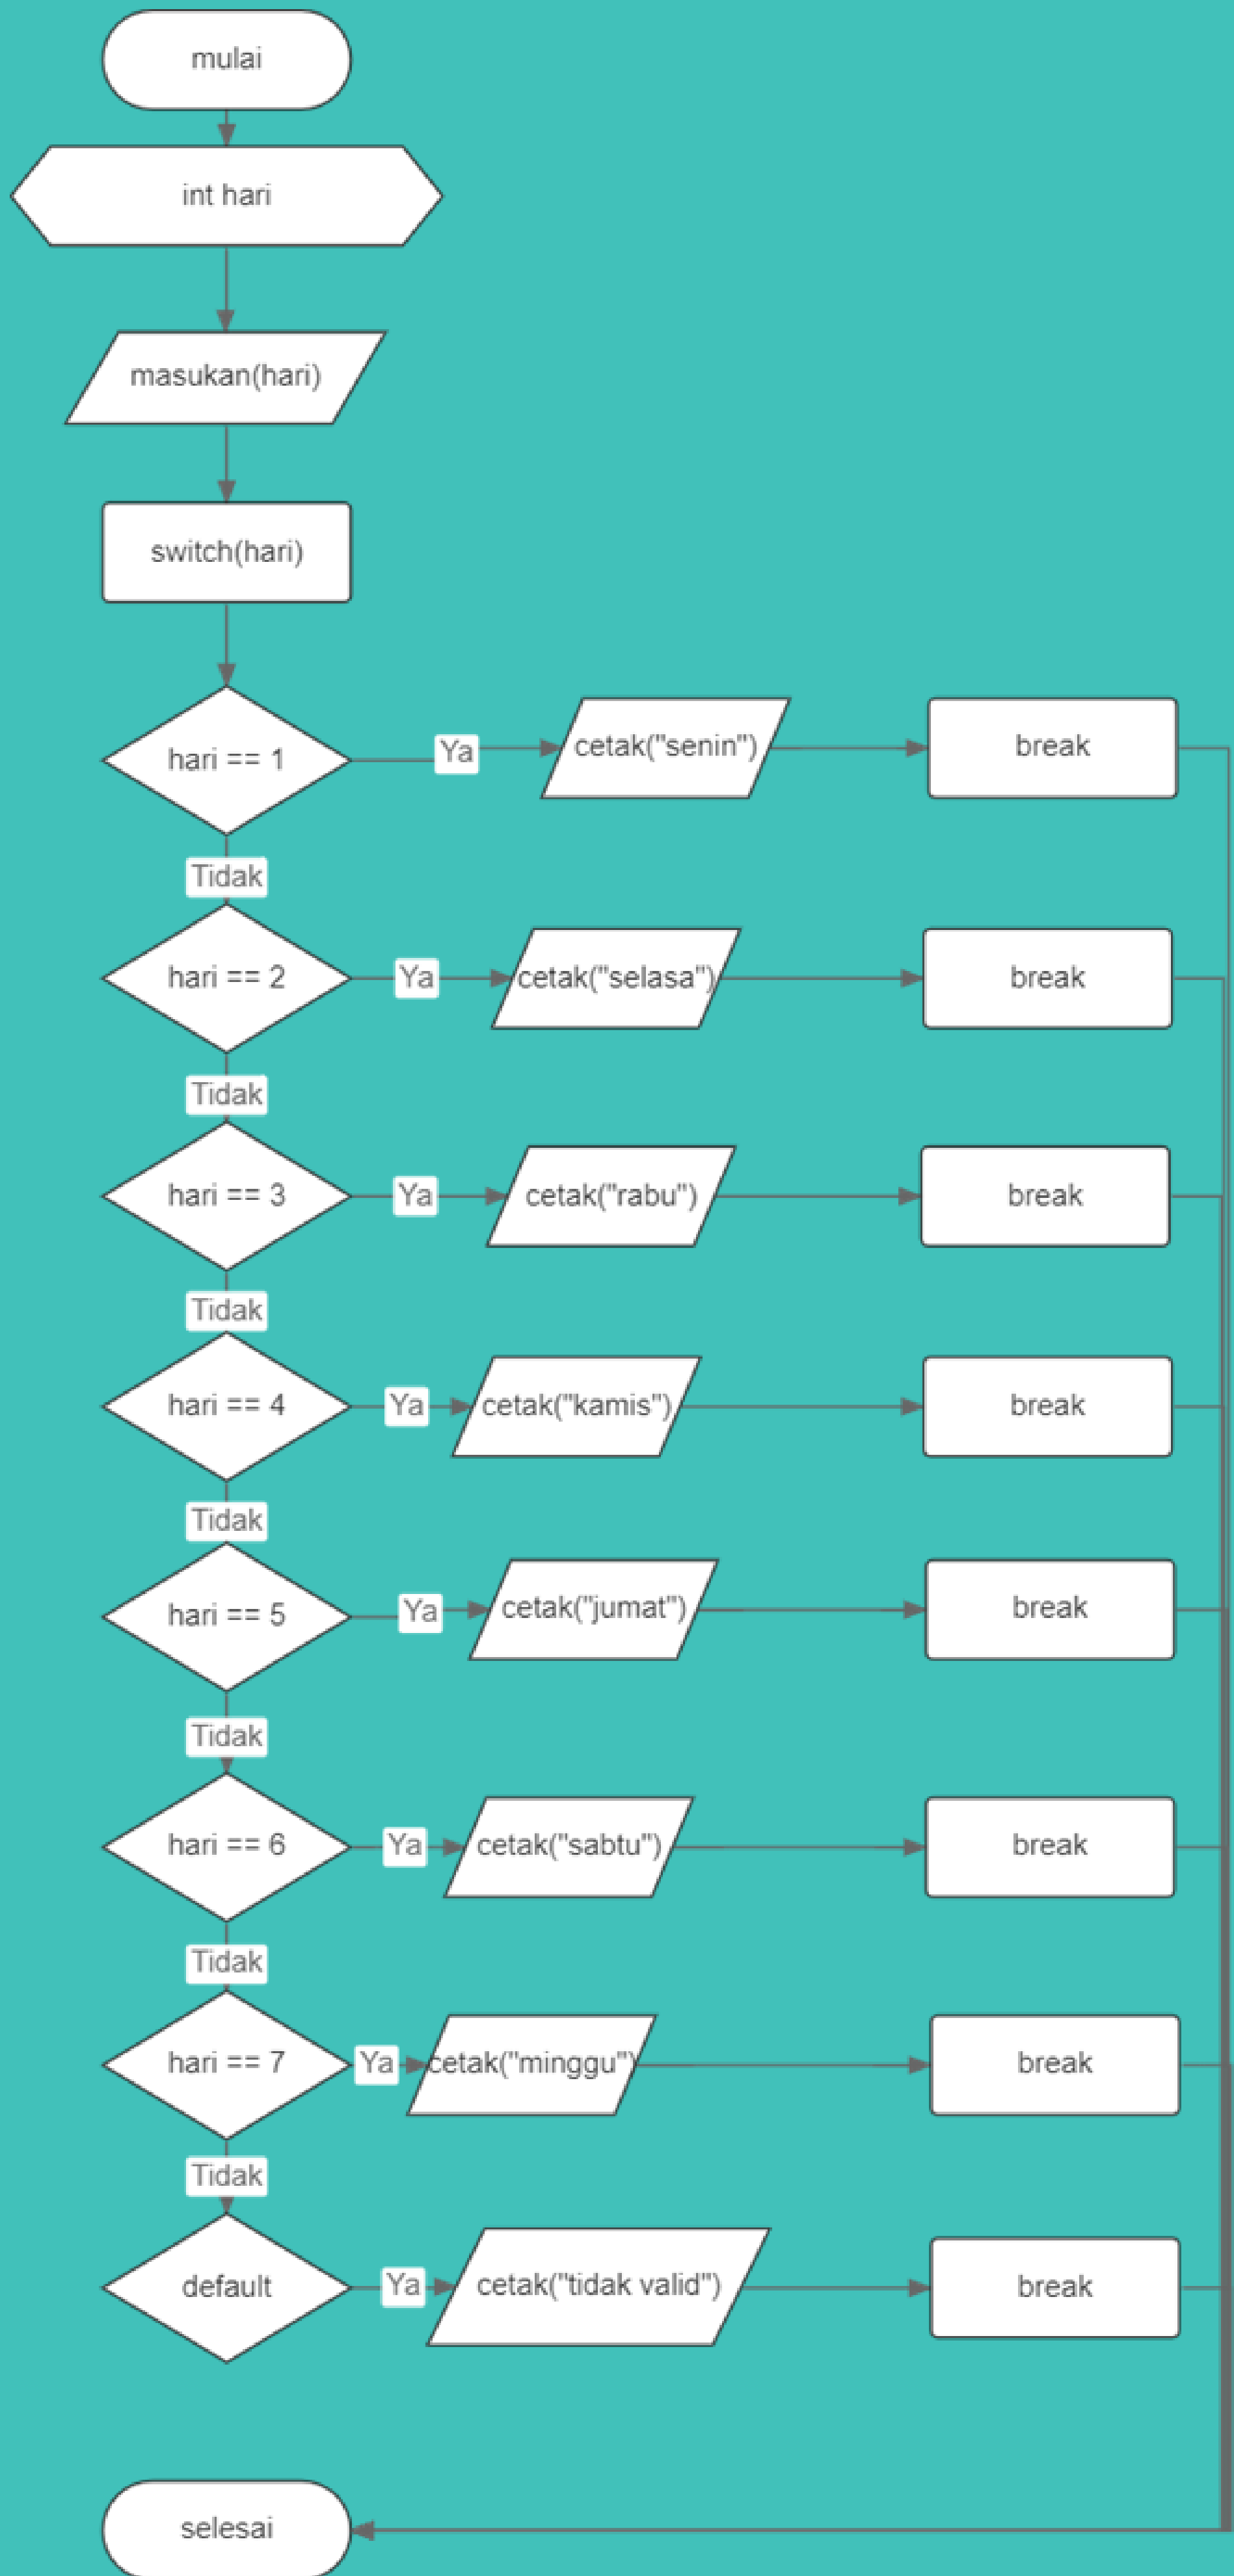 mulai
int hari
masukan(hari)
switch(hari)
hari == 1
Ya
cetak("senin")
break
Tidak
hari == 2
Ya
cetak("selasa")
break
Tidak
hari == 3
Ya
cetak("rabu")
break
Tidak
hari == 4
Ya
cetak("kamis")
break
Tidak
hari == 5
Ya
cetak("jumat")
break
Tidak
hari == 6
Ya
cetak("sabtu")
break
Tidak
hari == 7
Ya
cetak("minggu")
break
Tidak
default
Ya
cetak("tidak valid")
break
selesai